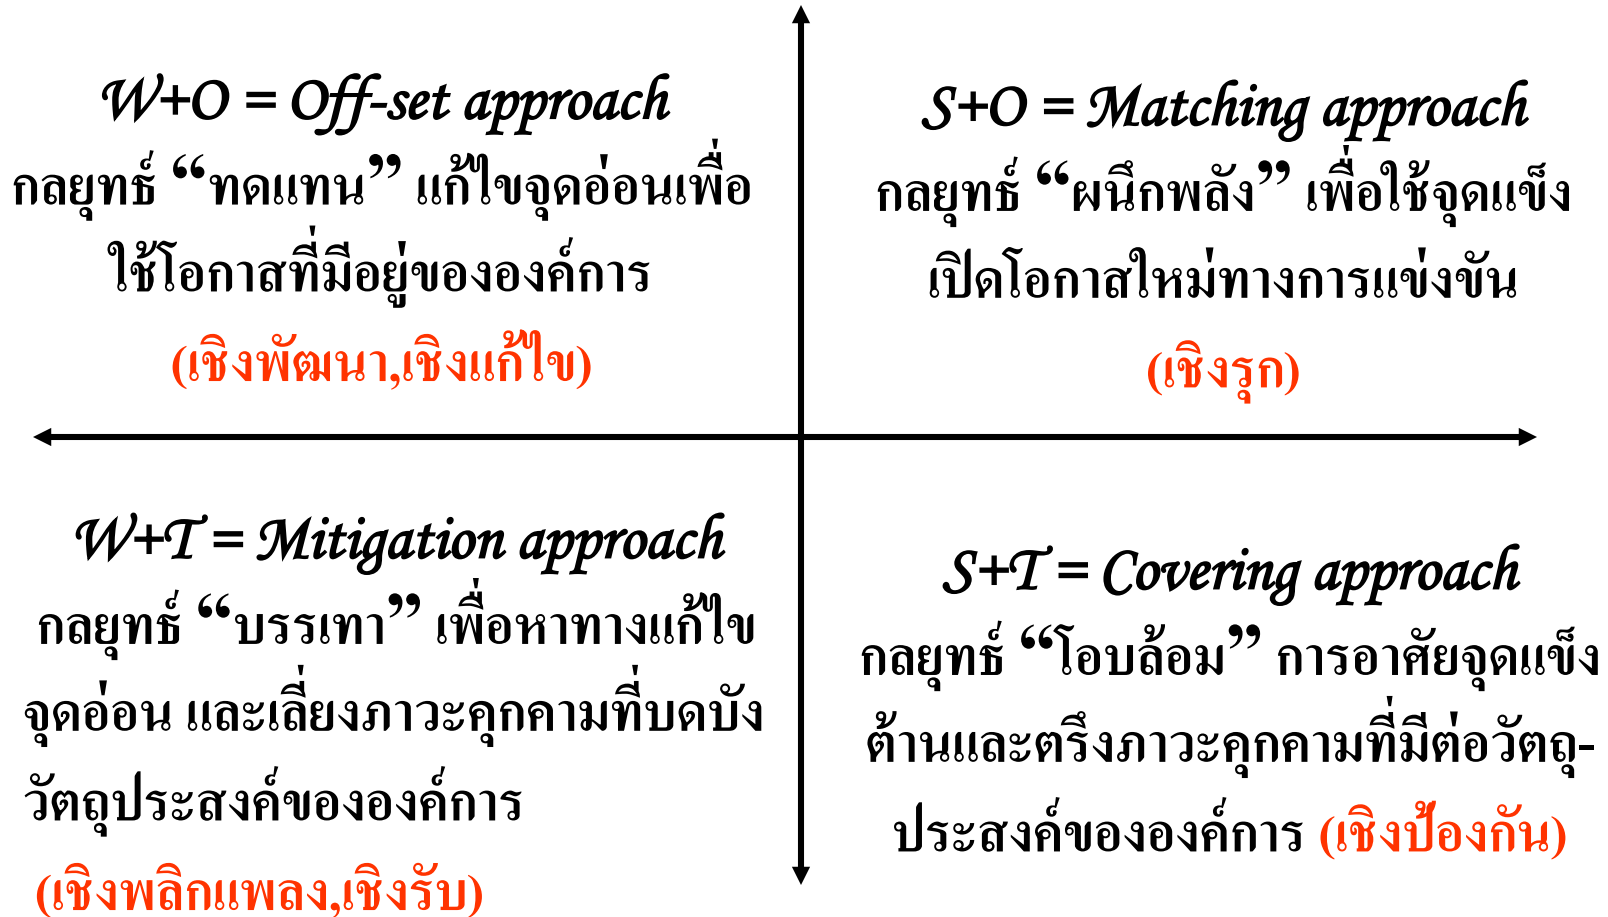 W+O = Off-set approach
กลยุทธ์ “ทดแทน” แก้ไขจุดอ่อนเพื่อ
ใช้โอกาสที่มีอยู่ขององค์การ
(เชิงพัฒนา,เชิงแก้ไข)
S+O = Matching approach
กลยุทธ์ “ผนึกพลัง” เพื่อใช้จุดแข็ง
เปิดโอกาสใหม่ทางการแข่งขัน
(เชิงรุก)
W+T = Mitigation approach
กลยุทธ์ “บรรเทา” เพื่อหาทางแก้ไข
จุดอ่อน และเลี่ยงภาวะคุกคามที่บดบัง
วัตถุประสงค์ขององค์การ
(เชิงพลิกแพลง,เชิงรับ)
S+T = Covering approach
กลยุทธ์ “โอบล้อม” การอาศัยจุดแข็ง
ต้านและตรึงภาวะคุกคามที่มีต่อวัตถุ-
ประสงค์ขององค์การ (เชิงป้องกัน)